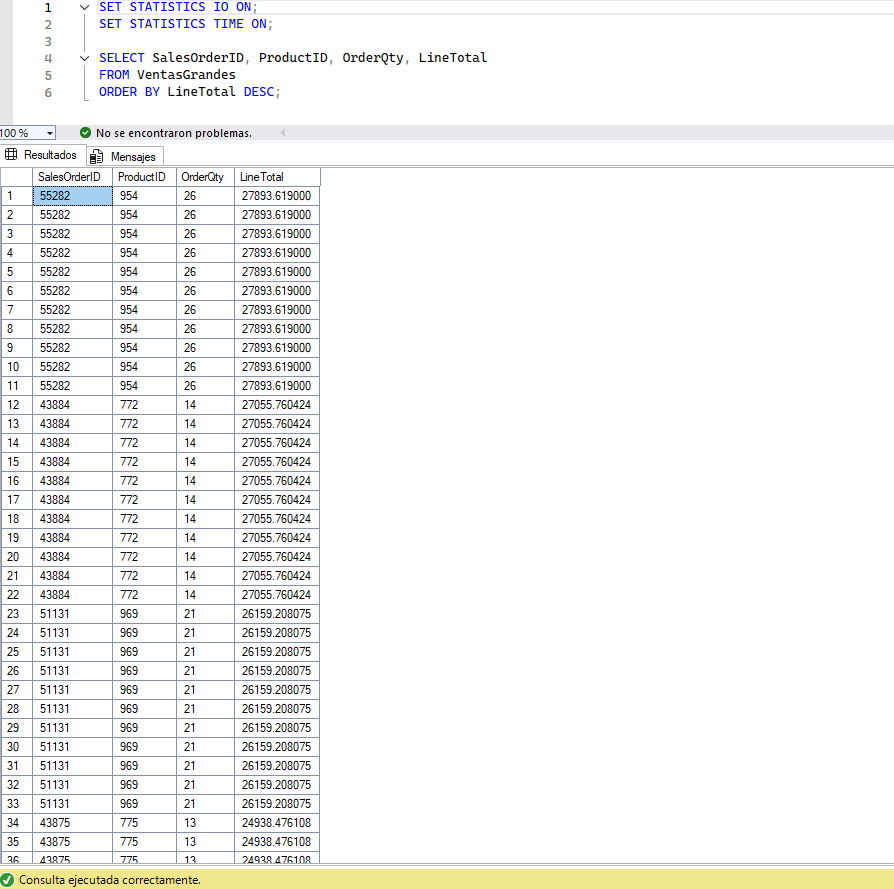 1 SET STATISTICS IO ON;
2 SET STATISTICS TIME ON;
3
4 SELECT SalesOrderID, ProductID, OrderQty, LineTotal
5 FROM VentasGrandes
6 ORDER BY LineTotal DESC;
100 % No se encontraron problemas.
Resultados Mensajes
SalesOrderID ProductID OrderQty LineTotal
1 55282 954 26 27893.619000
2 55282 954 26 27893.619000
3 55282 954 26 27893.619000
4 55282 954 26 27893.619000
5 55282 954 26 27893.619000
6 55282 954 26 27893.619000
7 55282 954 26 27893.619000
8 55282 954 26 27893.619000
9 55282 954 26 27893.619000
10 55282 954 26 27893.619000
11 55282 954 26 27893.619000
12 43884 772 14 27055.760424
13 43884 772 14 27055.760424
14 43884 772 14 27055.760424
15 43884 772 14 27055.760424
16 43884 772 14 27055.760424
17 43884 772 14 27055.760424
18 43884 772 14 27055.760424
19 43884 772 14 27055.760424
20 43884 772 14 27055.760424
21 43884 772 14 27055.760424
22 43884 772 14 27055.760424
23 51131 969 21 26159.208075
24 51131 969 21 26159.208075
25 51131 969 21 26159.208075
26 51131 969 21 26159.208075
27 51131 969 21 26159.208075
28 51131 969 21 26159.208075
29 51131 969 21 26159.208075
30 51131 969 21 26159.208075
31 51131 969 21 26159.208075
32 51131 969 21 26159.208075
33 51131 969 21 26159.208075
34 43875 775 13 24938.476108
35 43875 775 13 24938.476108
36 43875 775 13 24938.476108
Consulta ejecutada correctamente.